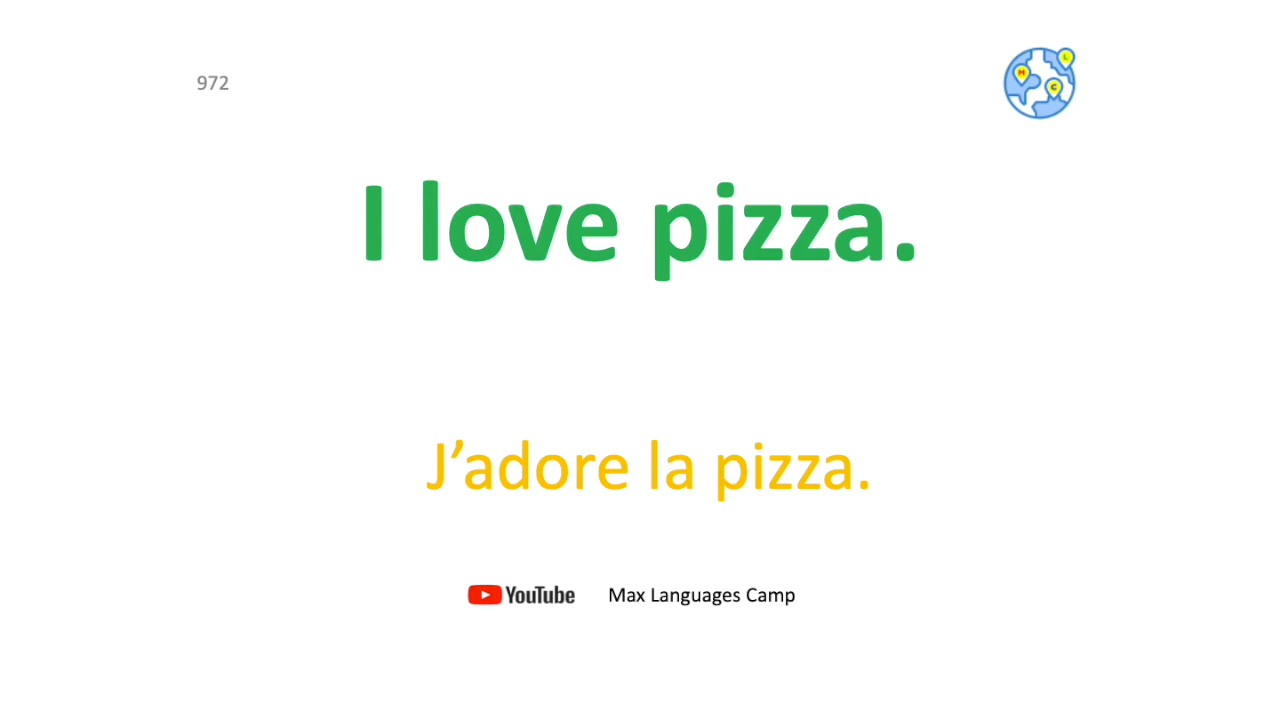 972
M
L
C
I love pizza.
J’adore la pizza.
YouTube Max Languages Camp